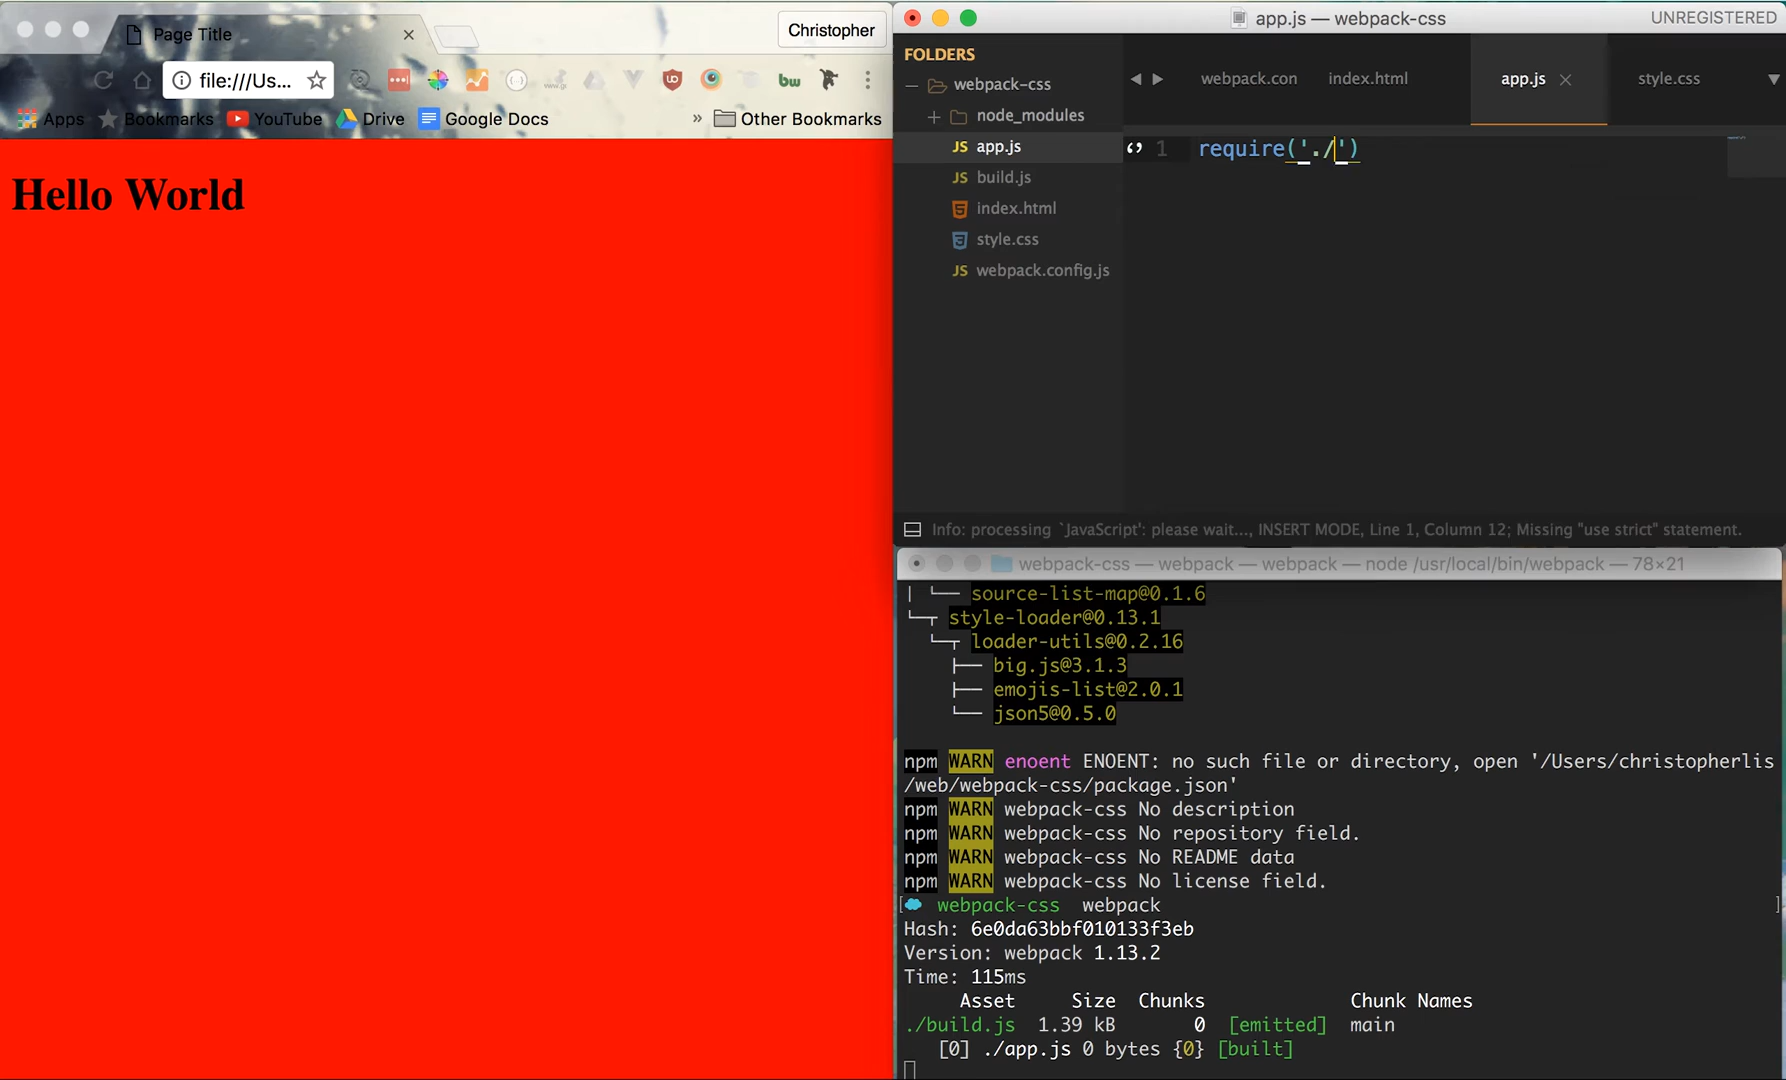 Page Title
Christopher
file:///Us...
bw
Apps
Bookmarks
YouTube
Drive
Google Docs
»
Other Bookmarks
Hello World
app.js — webpack-css
UNREGISTERED
FOLDERS
webpack-css
node_modules
JS app.js
JS build.js
index.html
style.css
JS webpack.config.js
webpack.con
index.html
app.js
style.css
1 require('./')
Info: processing `JavaScript': please wait..., INSERT MODE, Line 1, Column 12; Missing "use strict" statement.
webpack-css — webpack — webpack — node /usr/local/bin/webpack — 78×21
│ └── source-list-map@0.1.6
└─┬ style-loader@0.13.1
└─┬ loader-utils@0.2.16
├── big.js@3.1.3
├── emojis-list@2.0.1
└── json5@0.5.0
npm WARN enoent ENOENT: no such file or directory, open '/Users/christopherlis
/web/webpack-css/package.json'
npm WARN webpack-css No description
npm WARN webpack-css No repository field.
npm WARN webpack-css No README data
npm WARN webpack-css No license field.
[ webpack-css webpack ]
Hash: 6e0da63bbf010133f3eb
Version: webpack 1.13.2
Time: 115ms
Asset Size Chunks Chunk Names
./build.js 1.39 kB 0 [emitted] main
[0] ./app.js 0 bytes {0} [built]